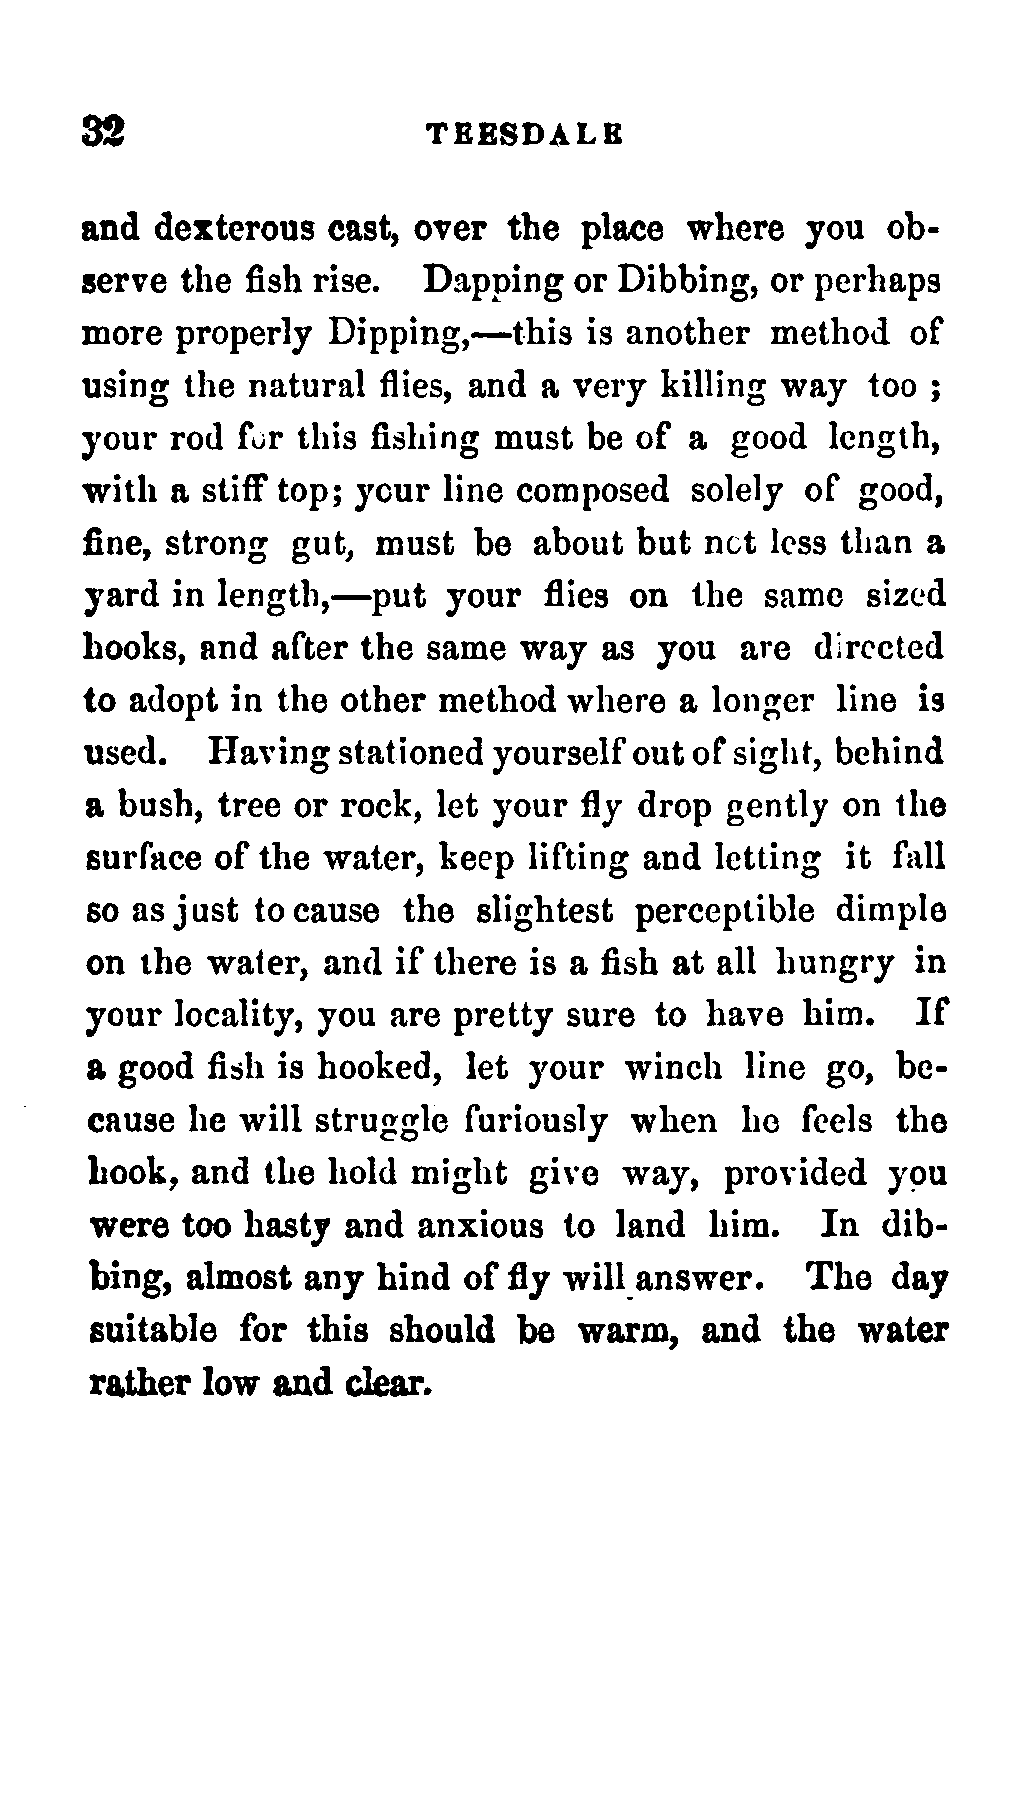 32 TEESDALE
and dexterous cast, over the place where you ob-
serve the fish rise. Dapping or Dibbing, or perhaps
more properly Dipping,—this is another method of
using the natural flies, and a very killing way too ;
your rod for this fishing must be of a good length,
with a stiff top; your line composed solely of good,
fine, strong gut, must be about but not less than a
yard in length,—put your flies on the same sized
hooks, and after the same way as you are directed
to adopt in the other method where a longer line is
used. Having stationed yourself out of sight, behind
a bush, tree or rock, let your fly drop gently on the
surface of the water, keep lifting and letting it fall
so as just to cause the slightest perceptible dimple
on the water, and if there is a fish at all hungry in
your locality, you are pretty sure to have him. If
a good fish is hooked, let your winch line go, be-
cause he will struggle furiously when he feels the
hook, and the hold might give way, provided you
were too hasty and anxious to land him. In dib-
bing, almost any hind of fly will answer. The day
suitable for this should be warm, and the water
rather low and clear.